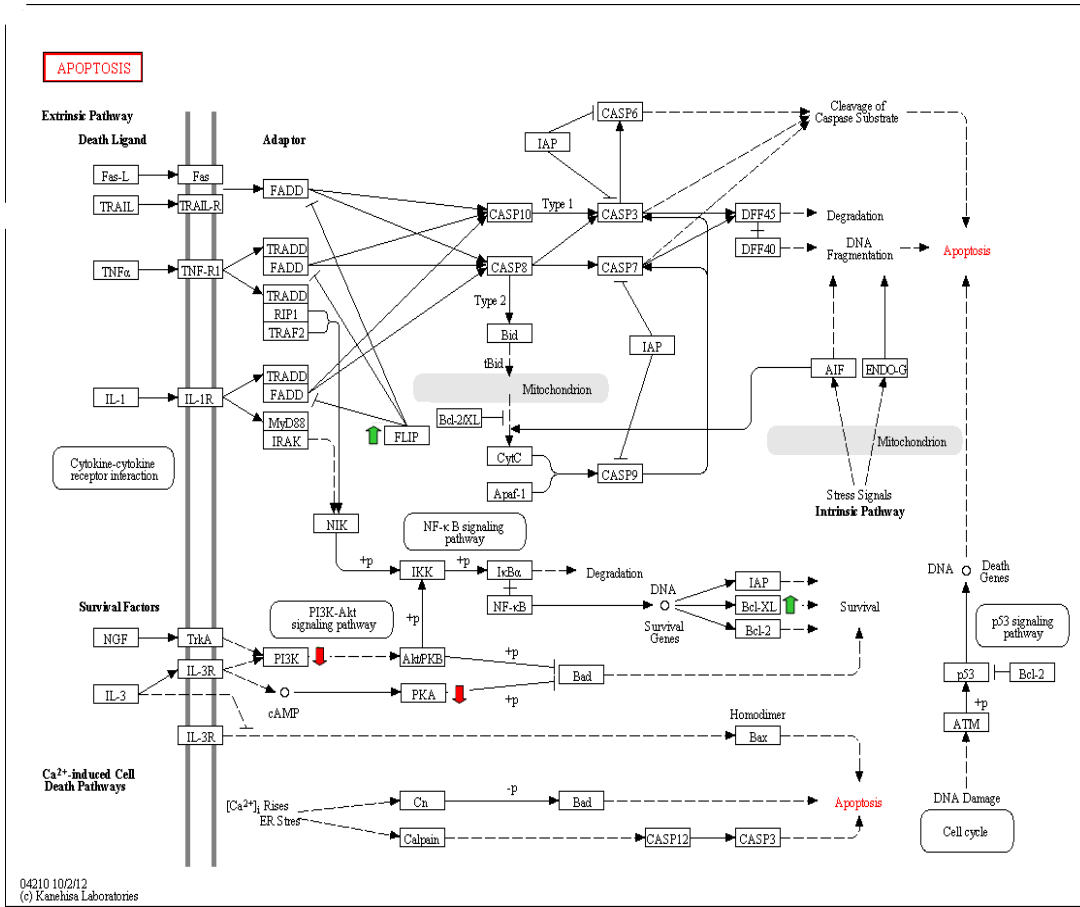 APOPTOSIS
Extrinsic Pathway
Death Ligand
Adaptor
Fas-L
Fas
FADD
TRAIL
TRAIL-R
TNFα
TNF-R1
TRADD
FADD
TRADD
RIP1
TRAF2
IL-1
IL-1R
TRADD
FADD
MyD88
IRAK
FLIP
Cytokine-cytokine
receptor interaction
CASP6
IAP
Cleavage of
Caspase Substrate
CASP10
Type 1
CASP3
DFF45
Degradation
DFF40
DNA
Fragmentation
Apoptosis
CASP8
CASP7
Type 2
Bid
tBid
IAP
Mitochondrion
AIF
ENDO-G
Bcl-2/XL
CytC
Apaf-1
CASP9
Mitochondrion
Stress Signals
Intrinsic Pathway
NIK
NF-κB signaling
pathway
+p
IKK
+p
IκBα
Degradation
NF-κB
DNA
Survival
Genes
IAP
Bcl-XL
Bcl-2
Survival
DNA
Death
Genes
Survival Factors
PI3K-Akt
signaling pathway
+p
NGF
TrkA
PI3K
Akt/PKB
+p
Bad
IL-3
IL-3R
cAMP
PKA
+p
p53 signaling
pathway
p53
Bcl-2
+p
ATM
IL-3R
Homodimer
Bax
Ca2+-induced Cell
Death Pathways
[Ca2+]i Rises
ER Stres
Cn
-p
Bad
Apoptosis
Calpain
CASP12
CASP3
DNA Damage
Cell cycle
04210 10/2/12
(c) Kanehisa Laboratories